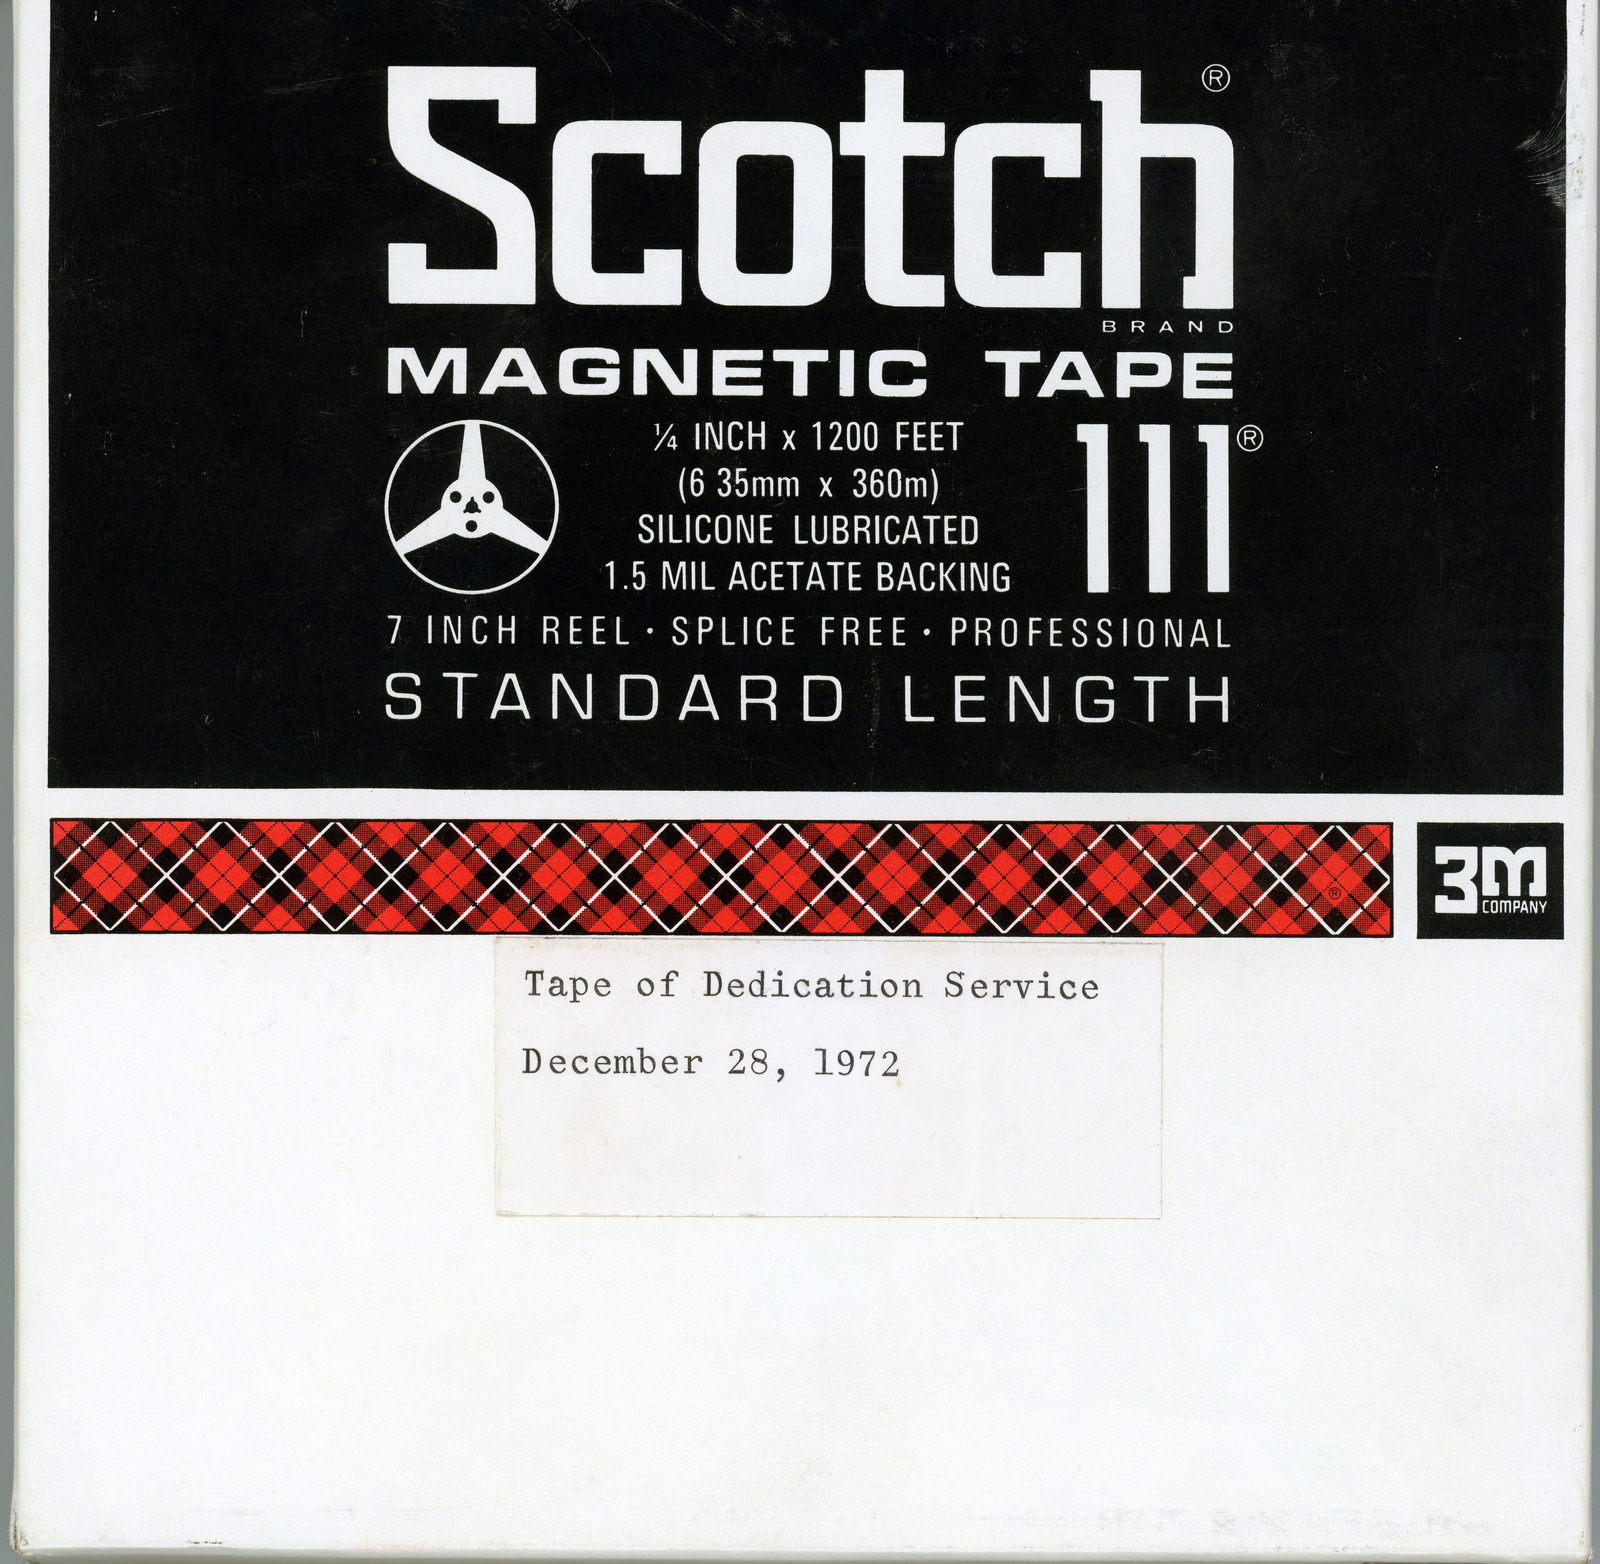 Scotch®
BRAND
MAGNETIC TAPE
¼ INCH x 1200 FEET
(6 35mm x 360m)
SILICONE LUBRICATED
1.5 MIL ACETATE BACKING
111®
7 INCH REEL · SPLICE FREE · PROFESSIONAL
STANDARD LENGTH
®
3M
COMPANY
Tape of Dedication Service
December 28, 1972